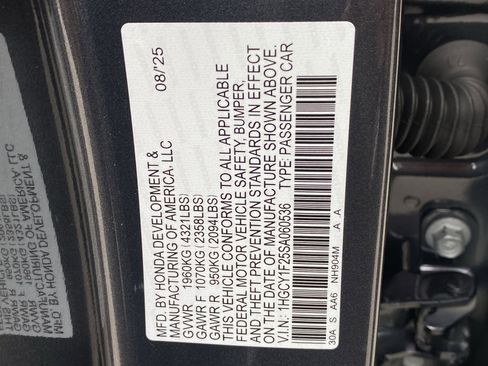 MFD. BY HONDA DEVELOPMENT &
MANUFACTURING OF AMERICA, LLC 08/'25
GVWR 1960KG (4321LBS)
GAWR F 1070KG (2358LBS)
GAWR R 950KG (2094LBS)
THIS VEHICLE CONFORMS TO ALL APPLICABLE
FEDERAL MOTOR VEHICLE SAFETY, BUMPER,
AND THEFT PREVENTION STANDARDS IN EFFECT
ON THE DATE OF MANUFACTURE SHOWN ABOVE.
V.I.N.: 1HGCY1F25SA060536 TYPE: PASSENGER CAR
30A S AA6 NH904M A A